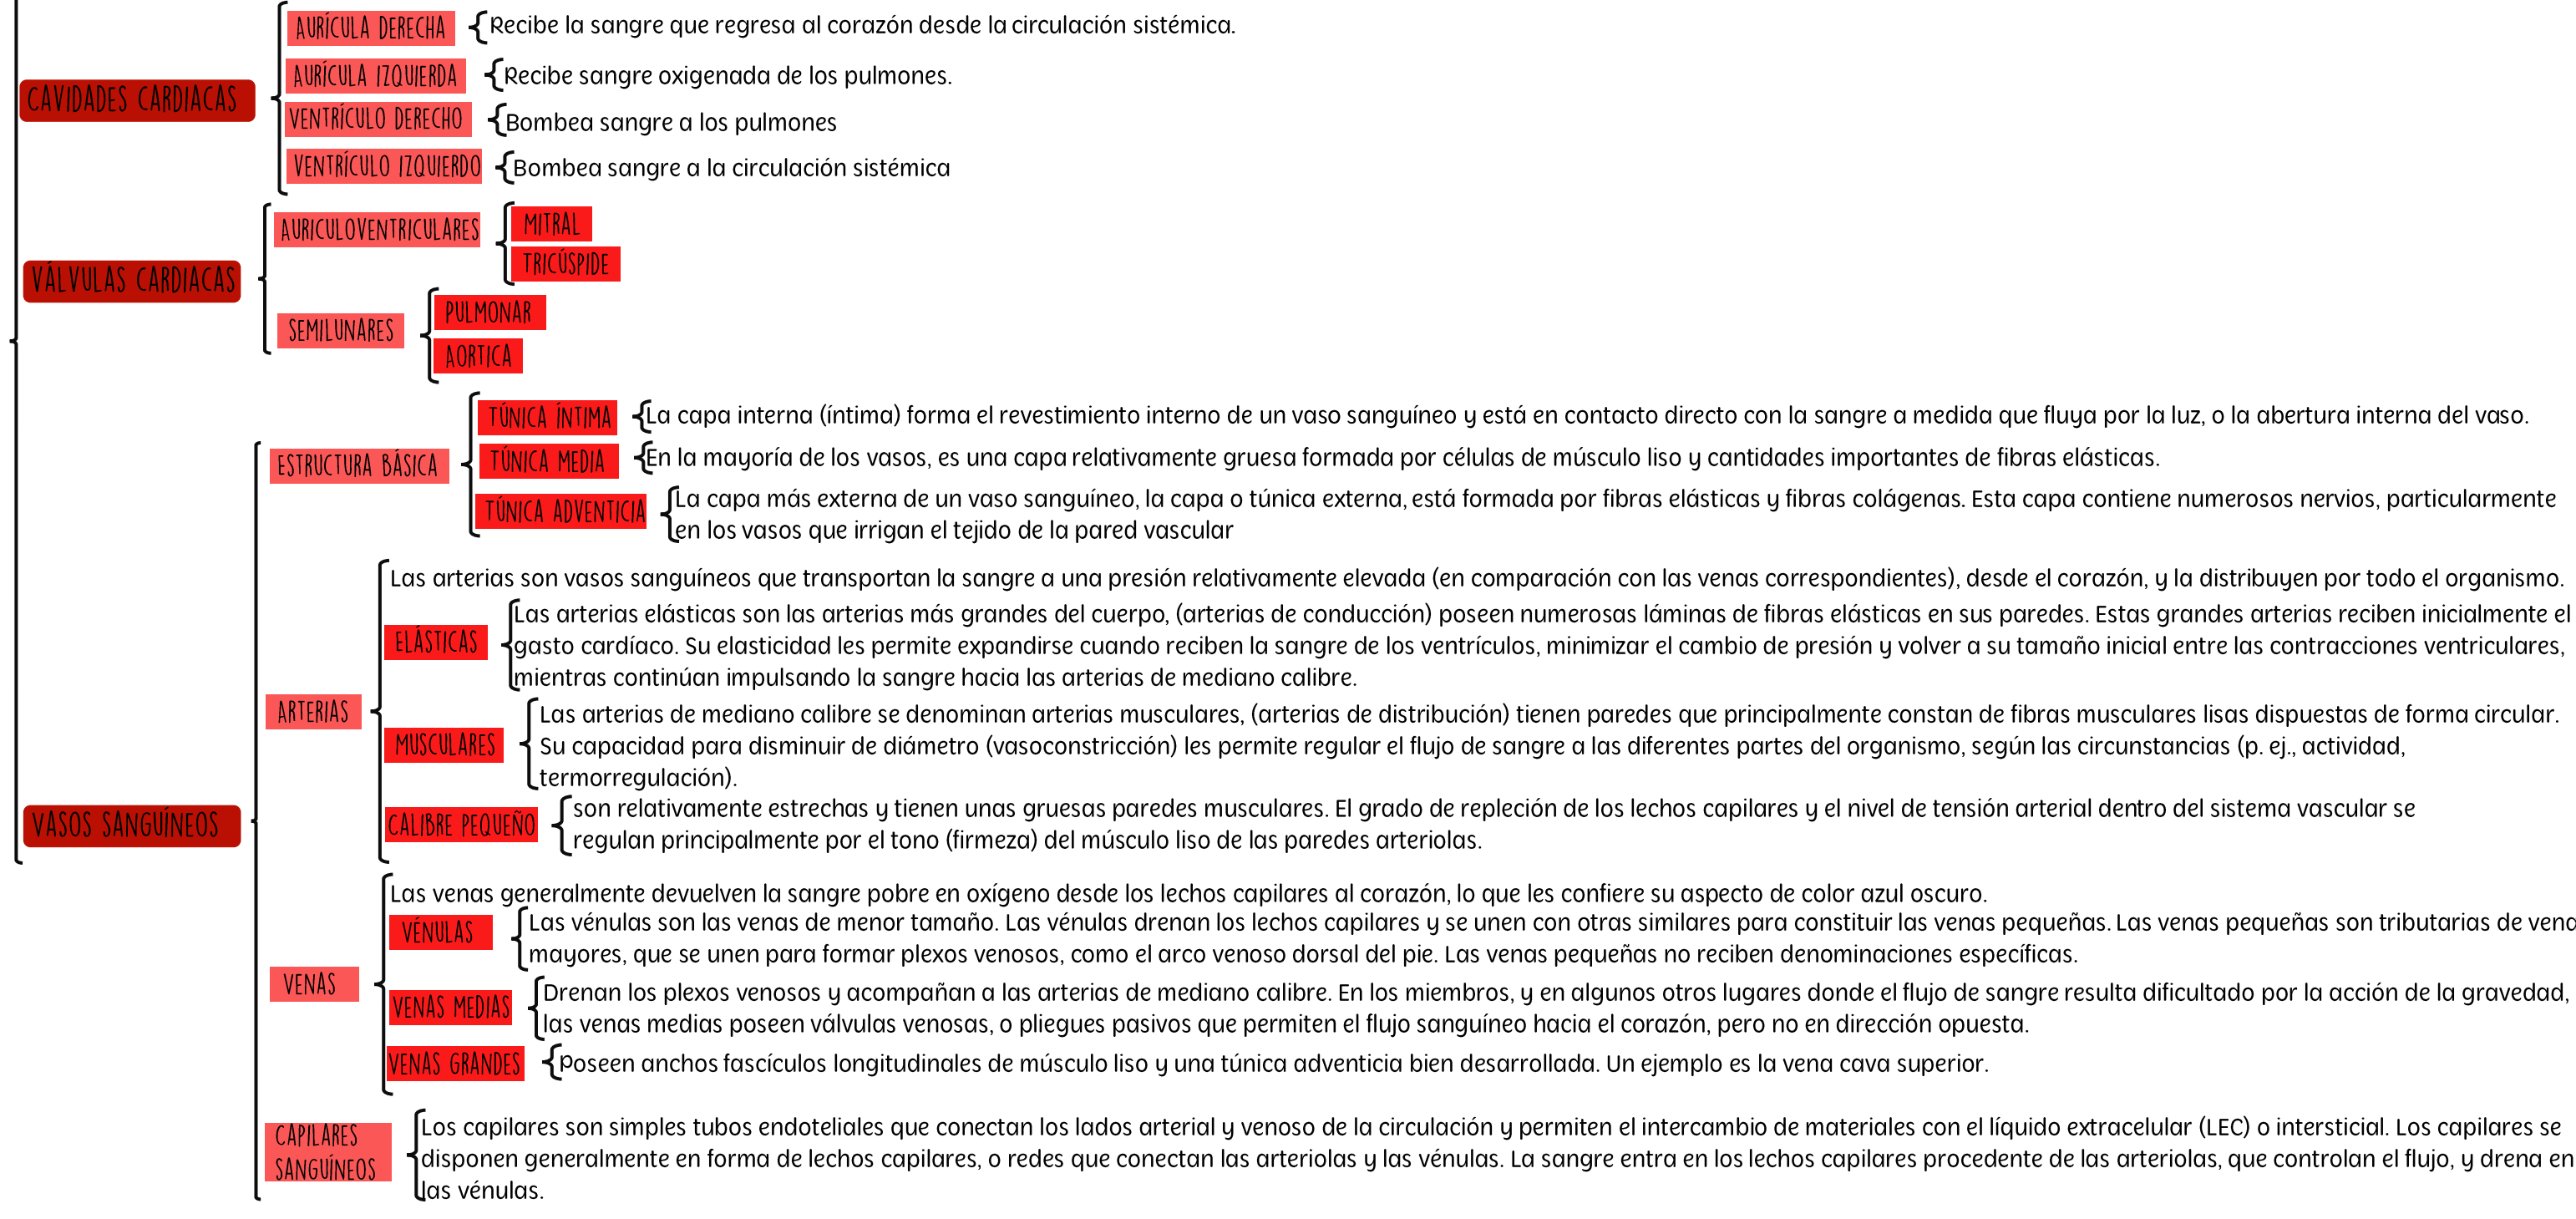 CAVIDADES CARDIACAS
AURÍCULA DERECHA
Recibe la sangre que regresa al corazón desde la circulación sistémica.
AURÍCULA IZQUIERDA
Recibe sangre oxigenada de los pulmones.
VENTRÍCULO DERECHO
Bombea sangre a los pulmones
VENTRÍCULO IZQUIERDO
Bombea sangre a la circulación sistémica
VÁLVULAS CARDIACAS
AURICULOVENTRICULARES
MITRAL
TRICÚSPIDE
SEMILUNARES
PULMONAR
AORTICA
VASOS SANGUÍNEOS
ESTRUCTURA BÁSICA
TÚNICA ÍNTIMA
La capa interna (íntima) forma el revestimiento interno de un vaso sanguíneo y está en contacto directo con la sangre a medida que fluya por la luz, o la abertura interna del vaso.
TÚNICA MEDIA
En la mayoría de los vasos, es una capa relativamente gruesa formada por células de músculo liso y cantidades importantes de fibras elásticas.
TÚNICA ADVENTICIA
La capa más externa de un vaso sanguíneo, la capa o túnica externa, está formada por fibras elásticas y fibras colágenas. Esta capa contiene numerosos nervios, particularmente
en los vasos que irrigan el tejido de la pared vascular
ARTERIAS
Las arterias son vasos sanguíneos que transportan la sangre a una presión relativamente elevada (en comparación con las venas correspondientes), desde el corazón, y la distribuyen por todo el organismo.
ELÁSTICAS
Las arterias elásticas son las arterias más grandes del cuerpo, (arterias de conducción) poseen numerosas láminas de fibras elásticas en sus paredes. Estas grandes arterias reciben inicialmente el
gasto cardíaco. Su elasticidad les permite expandirse cuando reciben la sangre de los ventrículos, minimizar el cambio de presión y volver a su tamaño inicial entre las contracciones ventriculares,
mientras continúan impulsando la sangre hacia las arterias de mediano calibre.
MUSCULARES
Las arterias de mediano calibre se denominan arterias musculares, (arterias de distribución) tienen paredes que principalmente constan de fibras musculares lisas dispuestas de forma circular.
Su capacidad para disminuir de diámetro (vasoconstricción) les permite regular el flujo de sangre a las diferentes partes del organismo, según las circunstancias (p. ej., actividad,
termorregulación).
CALIBRE PEQUEÑO
son relativamente estrechas y tienen unas gruesas paredes musculares. El grado de repleción de los lechos capilares y el nivel de tensión arterial dentro del sistema vascular se
regulan principalmente por el tono (firmeza) del músculo liso de las paredes arteriolas.
VENAS
Las venas generalmente devuelven la sangre pobre en oxígeno desde los lechos capilares al corazón, lo que les confiere su aspecto de color azul oscuro.
VÉNULAS
Las vénulas son las venas de menor tamaño. Las vénulas drenan los lechos capilares y se unen con otras similares para constituir las venas pequeñas. Las venas pequeñas son tributarias de vena
mayores, que se unen para formar plexos venosos, como el arco venoso dorsal del pie. Las venas pequeñas no reciben denominaciones específicas.
VENAS MEDIAS
Drenan los plexos venosos y acompañan a las arterias de mediano calibre. En los miembros, y en algunos otros lugares donde el flujo de sangre resulta dificultado por la acción de la gravedad,
las venas medias poseen válvulas venosas, o pliegues pasivos que permiten el flujo sanguíneo hacia el corazón, pero no en dirección opuesta.
VENAS GRANDES
poseen anchos fascículos longitudinales de músculo liso y una túnica adventicia bien desarrollada. Un ejemplo es la vena cava superior.
CAPILARES
SANGUÍNEOS
Los capilares son simples tubos endoteliales que conectan los lados arterial y venoso de la circulación y permiten el intercambio de materiales con el líquido extracelular (LEC) o intersticial. Los capilares se
disponen generalmente en forma de lechos capilares, o redes que conectan las arteriolas y las vénulas. La sangre entra en los lechos capilares procedente de las arteriolas, que controlan el flujo, y drena en
las vénulas.